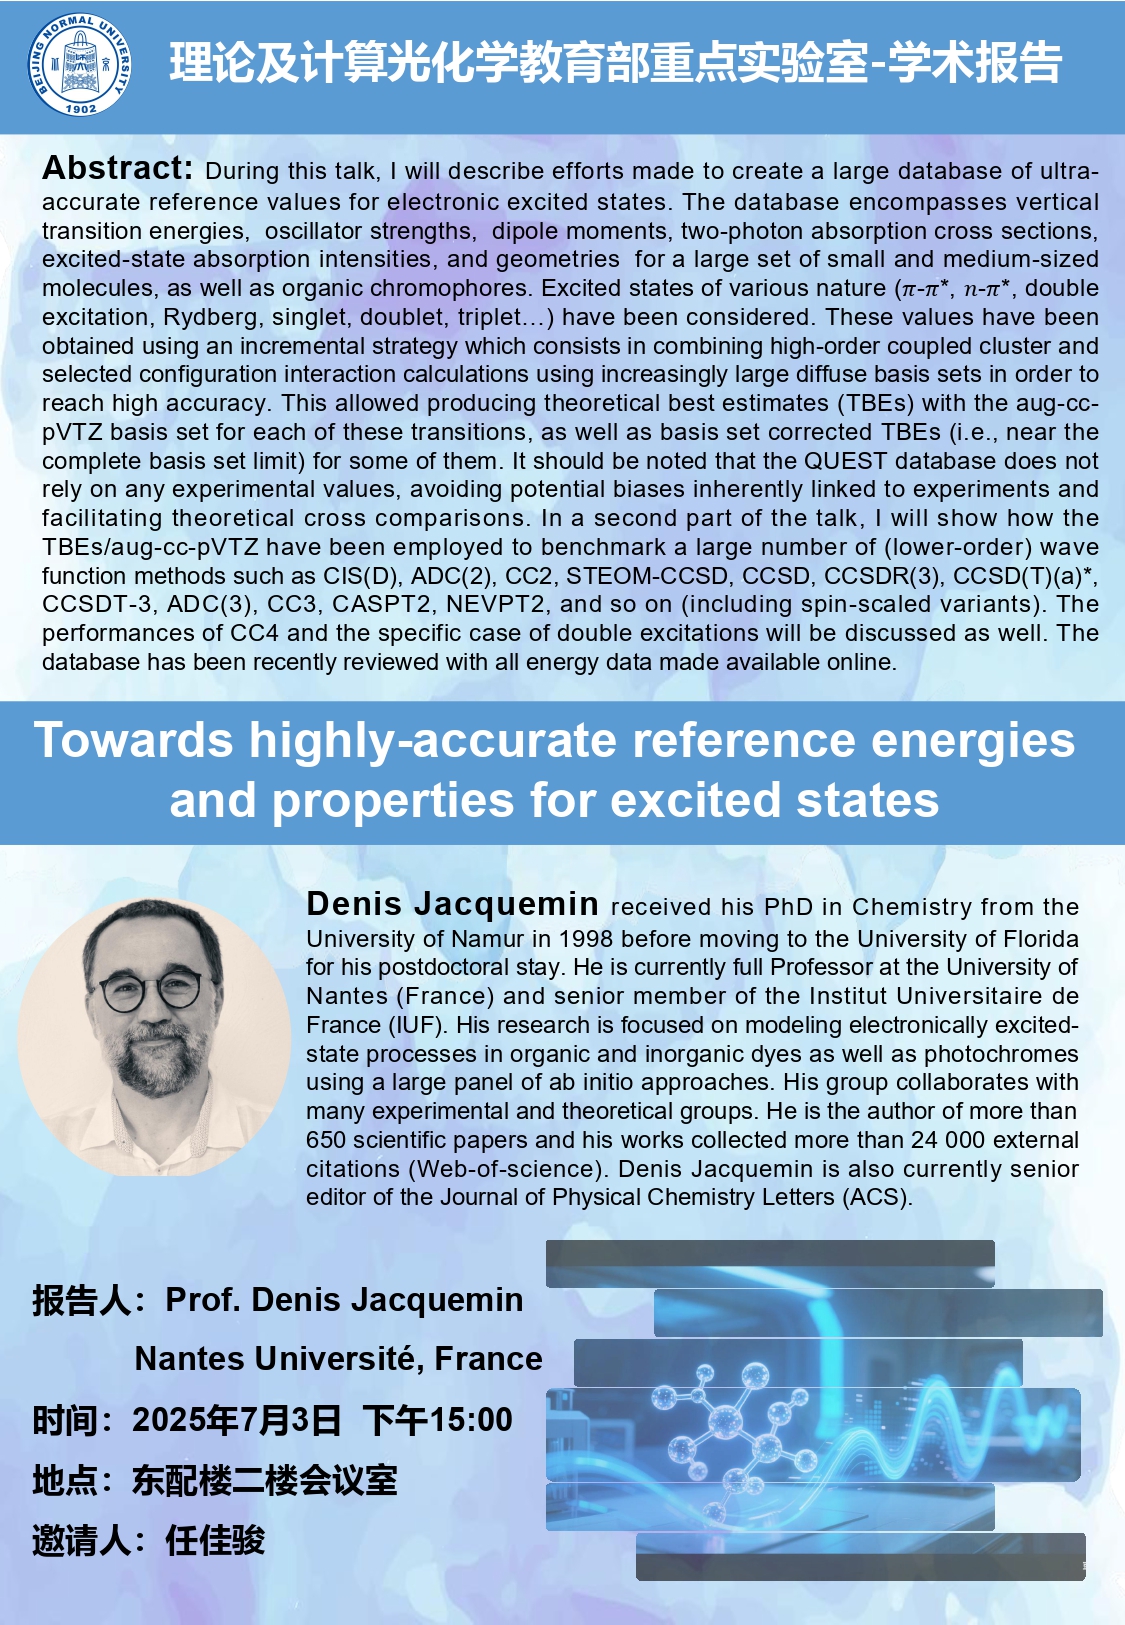 BEIJING NORMAL UNIVERSITY
京
1902
理论及计算光化学教育部重点实验室-学术报告
Abstract: During this talk, I will describe efforts made to create a large database of ultra-
accurate reference values for electronic excited states. The database encompasses vertical
transition energies, oscillator strengths, dipole moments, two-photon absorption cross sections,
excited-state absorption intensities, and geometries for a large set of small and medium-sized
molecules, as well as organic chromophores. Excited states of various nature (π-π*, n-π*, double
excitation, Rydberg, singlet, doublet, triplet…) have been considered. These values have been
obtained using an incremental strategy which consists in combining high-order coupled cluster and
selected configuration interaction calculations using increasingly large diffuse basis sets in order to
reach high accuracy. This allowed producing theoretical best estimates (TBEs) with the aug-cc-
pVTZ basis set for each of these transitions, as well as basis set corrected TBEs (i.e., near the
complete basis set limit) for some of them. It should be noted that the QUEST database does not
rely on any experimental values, avoiding potential biases inherently linked to experiments and
facilitating theoretical cross comparisons. In a second part of the talk, I will show how the
TBEs/aug-cc-pVTZ have been employed to benchmark a large number of (lower-order) wave
function methods such as CIS(D), ADC(2), CC2, STEOM-CCSD, CCSD, CCSDR(3), CCSD(T)(a)*,
CCSDT-3, ADC(3), CC3, CASPT2, NEVPT2, and so on (including spin-scaled variants). The
performances of CC4 and the specific case of double excitations will be discussed as well. The
database has been recently reviewed with all energy data made available online.
Towards highly-accurate reference energies
and properties for excited states
Denis Jacquemin received his PhD in Chemistry from the
University of Namur in 1998 before moving to the University of Florida
for his postdoctoral stay. He is currently full Professor at the University of
Nantes (France) and senior member of the Institut Universitaire de
France (IUF). His research is focused on modeling electronically excited-
state processes in organic and inorganic dyes as well as photochromes
using a large panel of ab initio approaches. His group collaborates with
many experimental and theoretical groups. He is the author of more than
650 scientific papers and his works collected more than 24 000 external
citations (Web-of-science). Denis Jacquemin is also currently senior
editor of the Journal of Physical Chemistry Letters (ACS).
报告人：Prof. Denis Jacquemin
Nantes Université, France
时间：2025年7月3日 下午15:00
地点：东配楼二楼会议室
邀请人：任佳骏